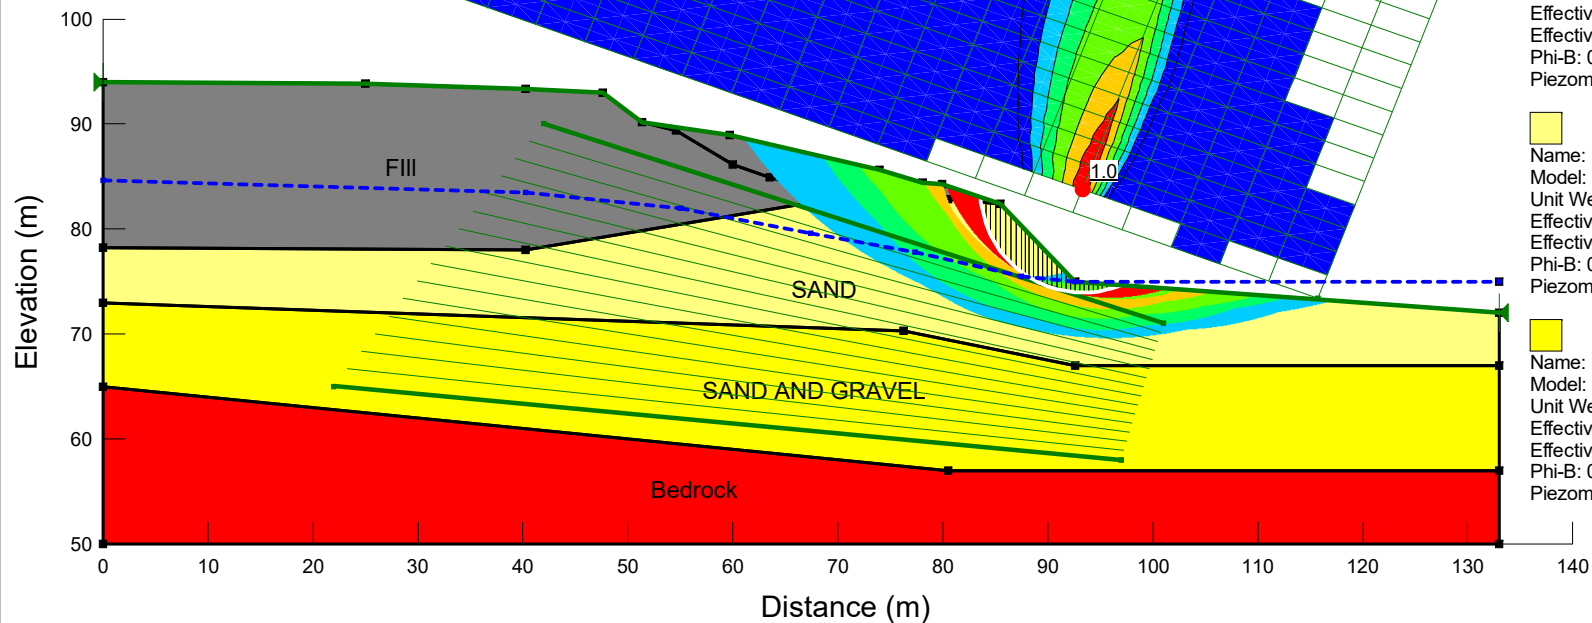 100
90
80
70
60
50
Elevation (m)
0
10
20
30
40
50
60
70
80
90
100
110
120
130
140
Distance (m)
FIll
SAND
SAND AND GRAVEL
Bedrock
1.0
Effectiv
Effectiv
Phi-B: 0
Piezom
Name:
Model:
Unit We
Effectiv
Effectiv
Phi-B: 0
Piezom
Name:
Model:
Unit We
Effectiv
Effectiv
Phi-B: 0
Piezom